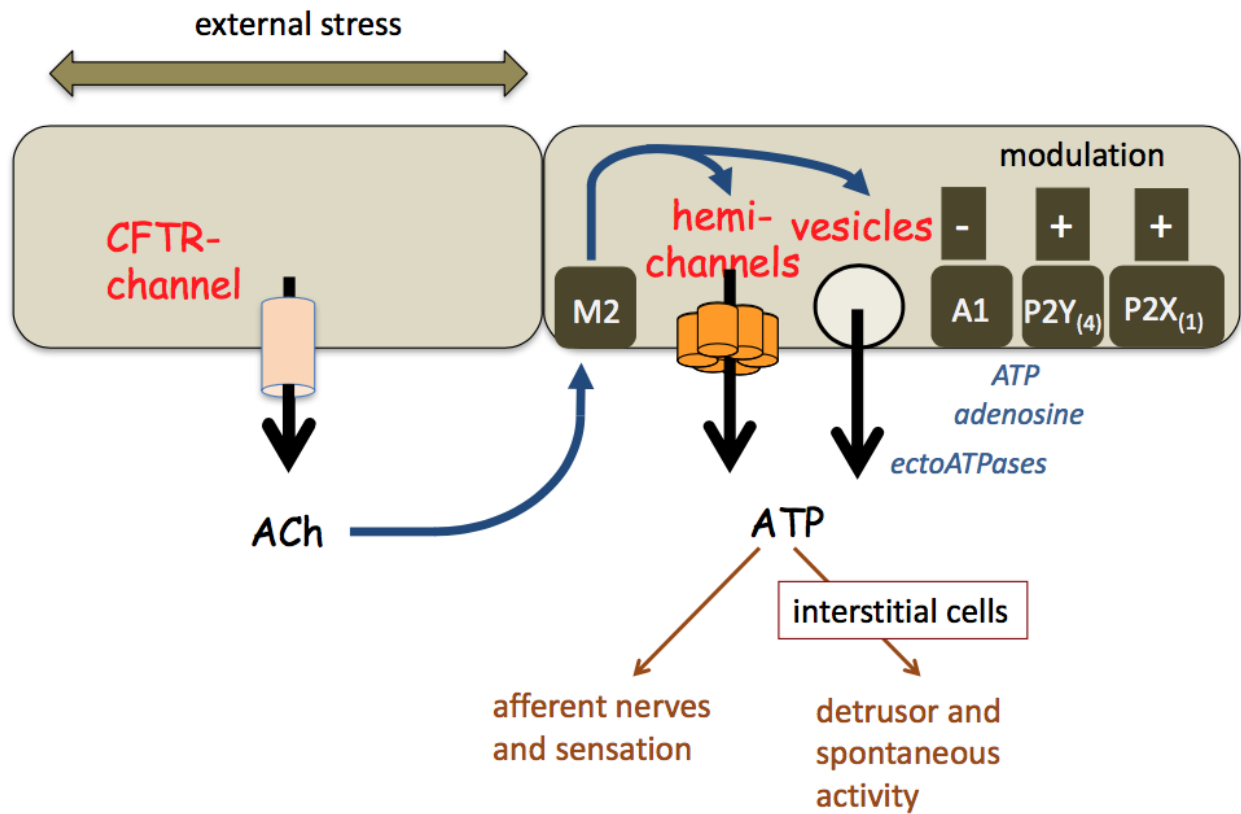 external stress
modulation
CFTR-
channel
hemi-
channels
vesicles
-
+
+
M2
A1
P2Y(4)
P2X(1)
ATP
adenosine
ectoATPases
ACh
ATP
interstitial cells
afferent nerves
and sensation
detrusor and
spontaneous
activity